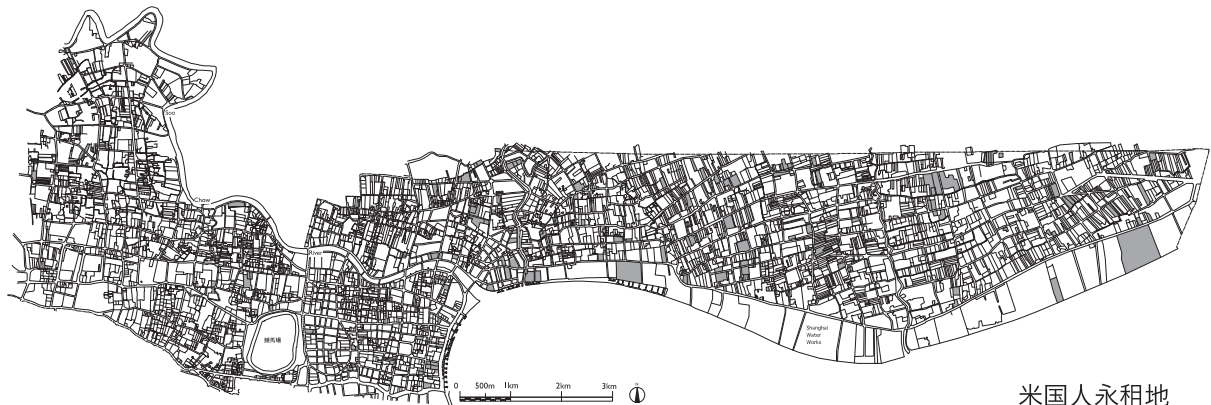 Soe
Chow
River
競馬場
Shanghai
Water
Works
0 500m 1km 2km 3km
N
米国人永租地